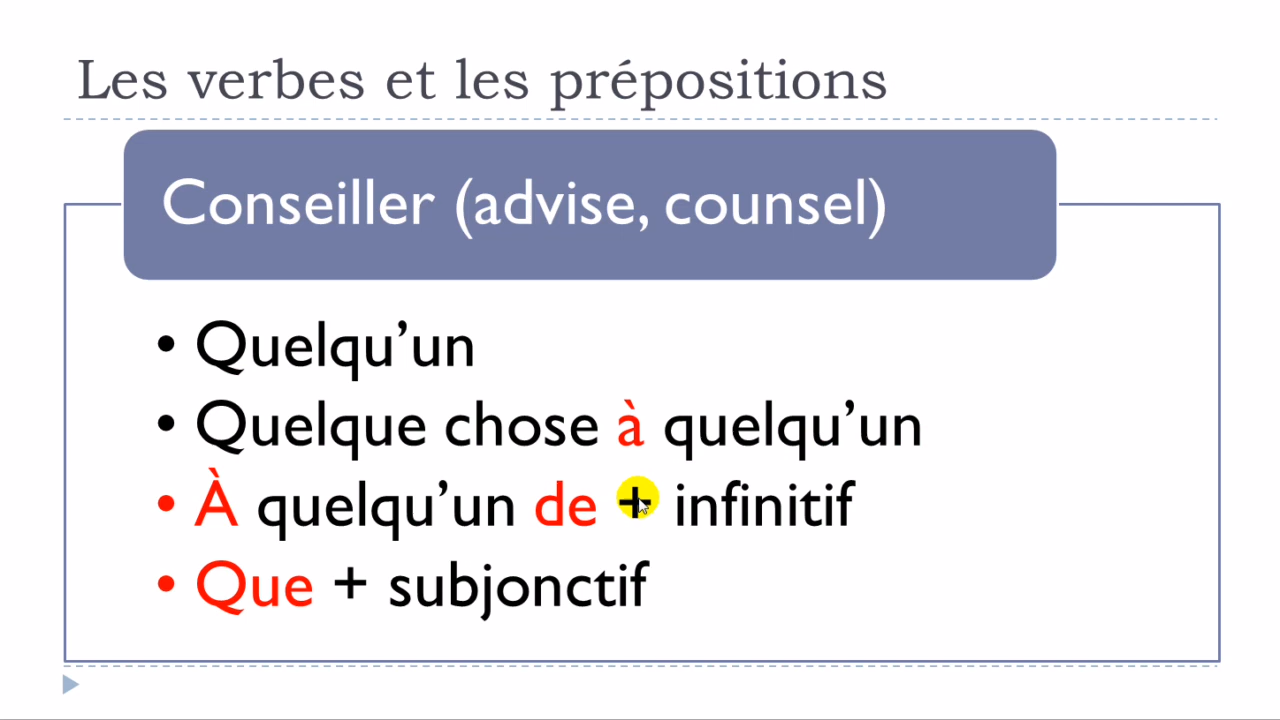 Les verbes et les prépositions
Conseiller (advise, counsel)
• Quelqu’un
• Quelque chose à quelqu’un
• À quelqu’un de + infinitif
• Que + subjonctif